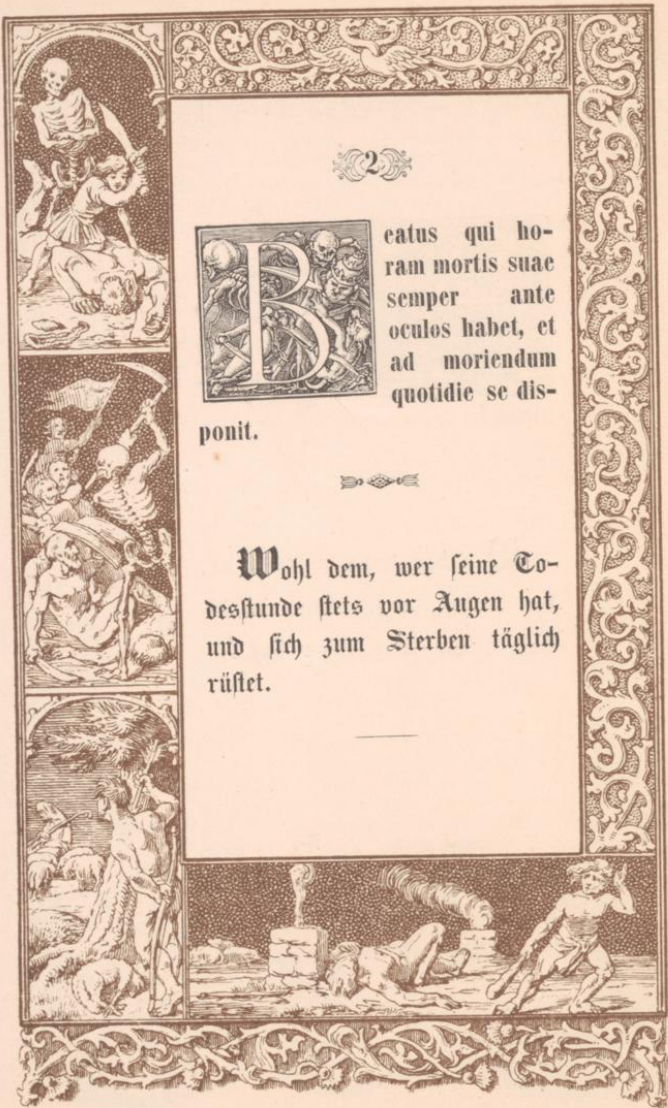 2
Beatus qui ho-
ram mortis suae
semper ante
oculos habet, et
ad moriendum
quotidie se dis-
ponit.
Wohl dem, wer ſeine To-
desſtunde ſtets vor Augen hat,
und ſich zum Sterben täglich
rüſtet.